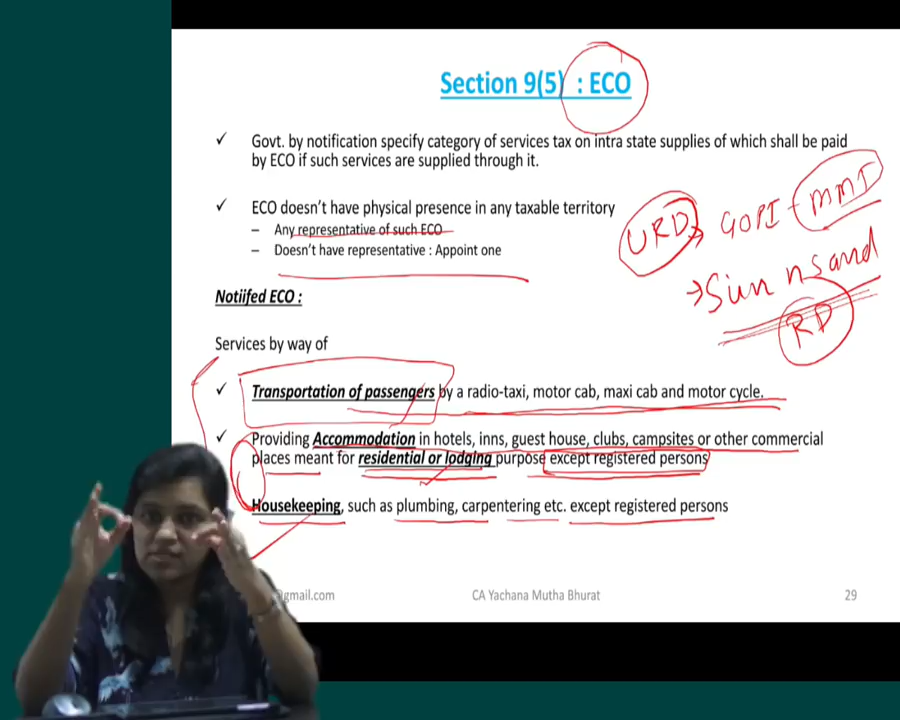 Section 9(5) : ECO
✓ Govt. by notification specify category of services tax on intra state supplies of which shall be paid
by ECO if such services are supplied through it.
✓ ECO doesn't have physical presence in any taxable territory
– Any representative of such ECO
– Doesn't have representative : Appoint one
URD → GOPI - MMT
→ Sun n Sand
RD
Notiifed ECO :
Services by way of
✓ Transportation of passengers by a radio-taxi, motor cab, maxi cab and motor cycle.
✓ Providing Accommodation in hotels, inns, guest house, clubs, campsites or other commercial
places meant for residential or lodging purpose except registered persons
Housekeeping, such as plumbing, carpentering etc. except registered persons
@gmail.com CA Yachana Mutha Bhurat 29